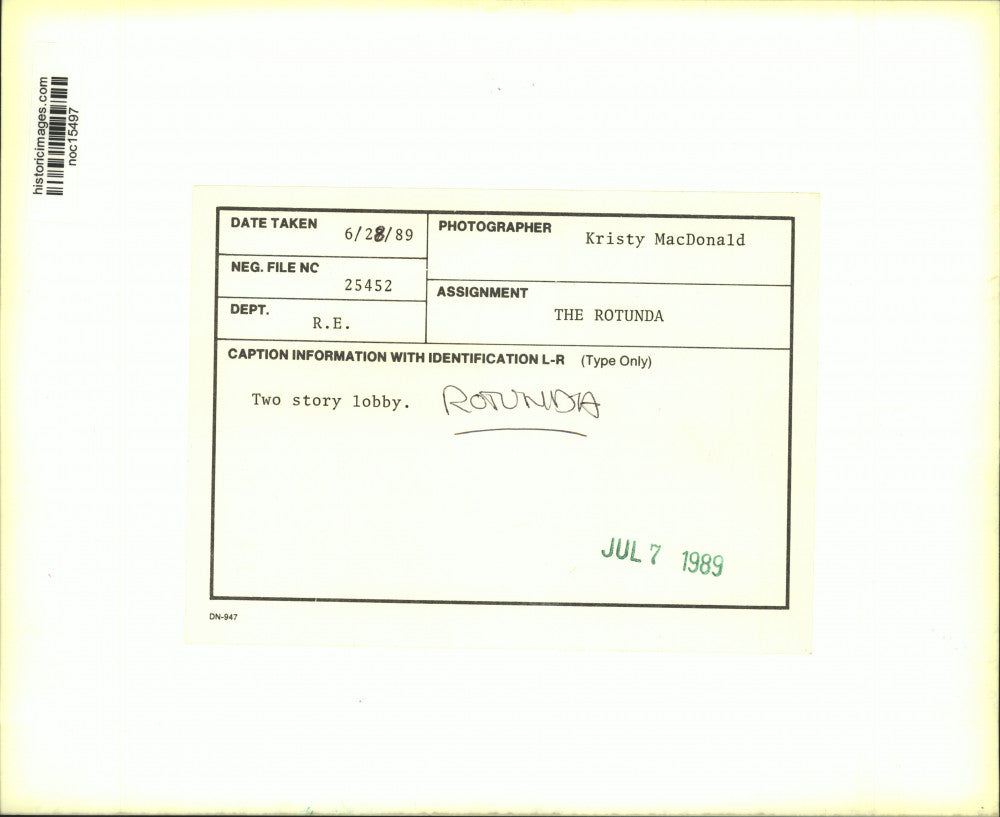 historicimages.com
noc15497
DATE TAKEN 6/28/89
PHOTOGRAPHER Kristy MacDonald
NEG. FILE NO 25452
ASSIGNMENT THE ROTUNDA
DEPT. R.E.
CAPTION INFORMATION WITH IDENTIFICATION L-R (Type Only)
Two story lobby. ROTUNDA
JUL 7 1989
DN-947